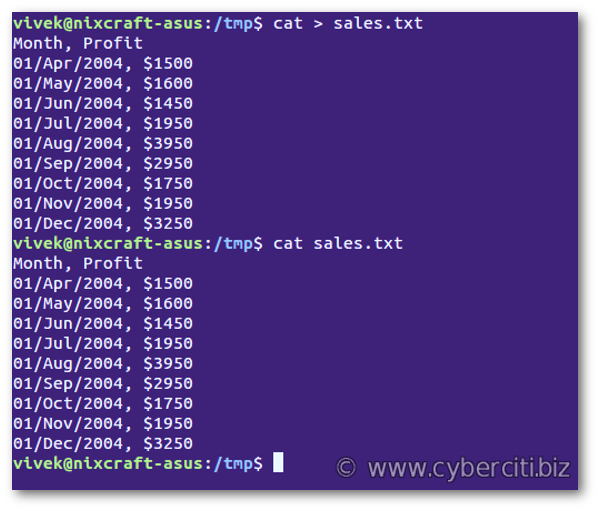 vivek@nixcraft-asus:/tmp$ cat > sales.txt
Month, Profit
01/Apr/2004, $1500
01/May/2004, $1600
01/Jun/2004, $1450
01/Jul/2004, $1950
01/Aug/2004, $3950
01/Sep/2004, $2950
01/Oct/2004, $1750
01/Nov/2004, $1950
01/Dec/2004, $3250
vivek@nixcraft-asus:/tmp$ cat sales.txt
Month, Profit
01/Apr/2004, $1500
01/May/2004, $1600
01/Jun/2004, $1450
01/Jul/2004, $1950
01/Aug/2004, $3950
01/Sep/2004, $2950
01/Oct/2004, $1750
01/Nov/2004, $1950
01/Dec/2004, $3250
vivek@nixcraft-asus:/tmp$
© www.cyberciti.biz